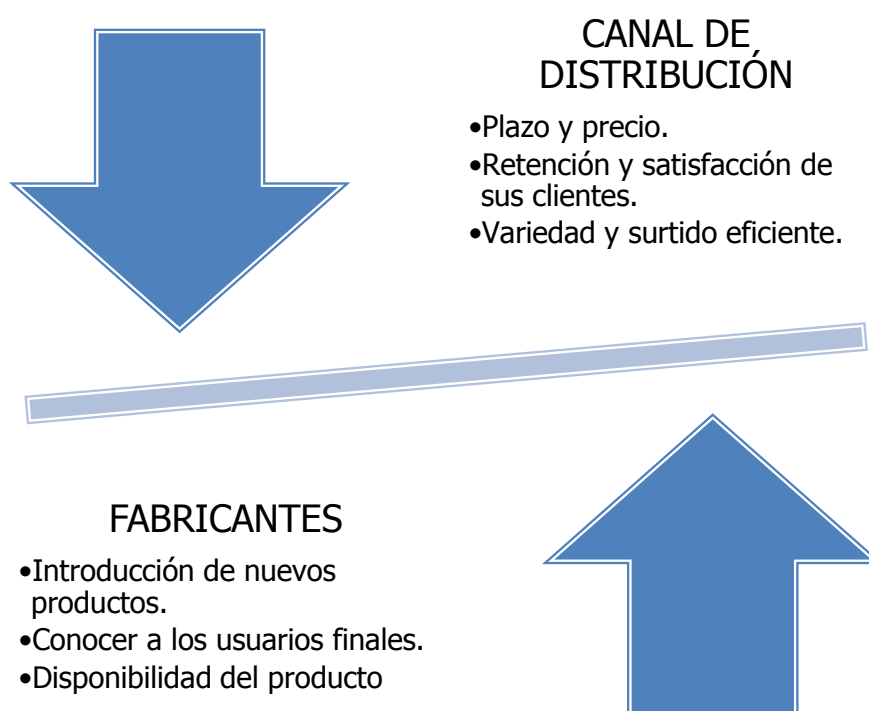 CANAL DE
DISTRIBUCIÓN
•Plazo y precio.
•Retención y satisfacción de
sus clientes.
•Variedad y surtido eficiente.
FABRICANTES
•Introducción de nuevos
productos.
•Conocer a los usuarios finales.
•Disponibilidad del producto